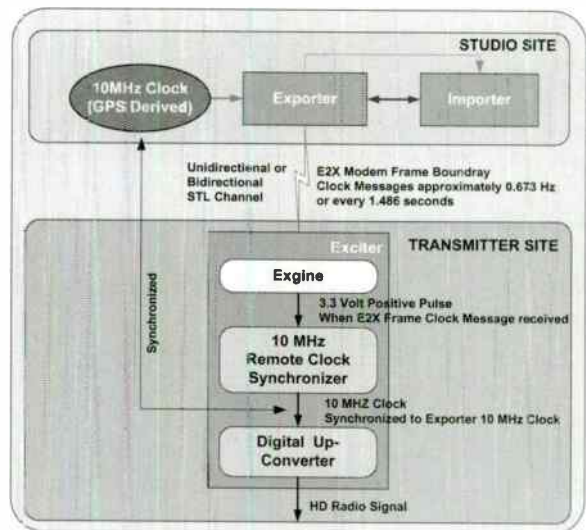 STUDIO SITE
10MHz Clock
[GPS Derived)
Exporter
Importer
Unidirectional or
Bidirectional
STL Channel
E2X Modem Frame Boundray
Clock Messages approximately 0.673 Hz
or every 1.486 seconds
Exciter
TRANSMITTER SITE
Exgine
3.3 Volt Positive Pulse
When E2X Frame Clock Message received
Synchronized
10 MHz
Remote Clock
Synchronizer
10 MHZ Clock
Synchronized to Exporter 10 MHz Clock
Digital Up-
Converter
HD Radio Signal